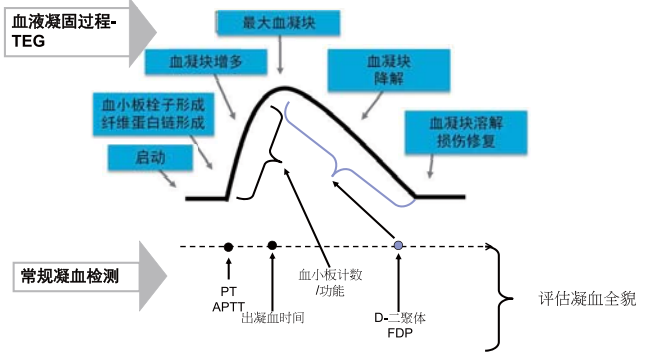 血液凝固过程-
TEG
最大血凝块
血凝块增多
血凝块
降解
血小板栓子形成
纤维蛋白链形成
血凝块溶解
损伤修复
启动
常规凝血检测
PT
APTT
出凝血时间
血小板计数
/功能
D-二聚体
FDP
评估凝血全貌